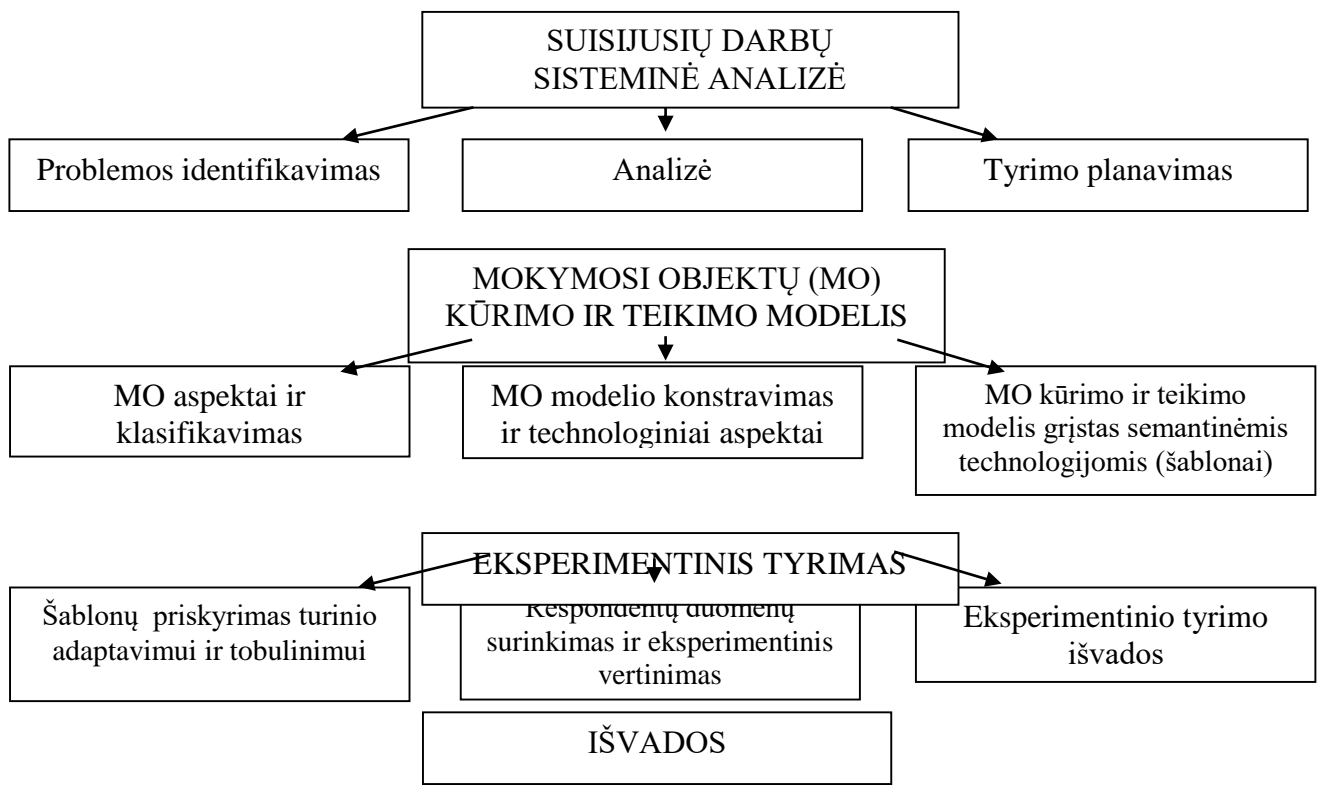 SUISIJUSIŲ DARBŲ
SISTEMINĖ ANALIZĖ
Problemos identifikavimas
Analizė
Tyrimo planavimas
MOKYMOSI OBJEKTŲ (MO)
KŪRIMO IR TEIKIMO MODELIS
MO aspektai ir
klasifikavimas
MO modelio konstravimas
ir technologiniai aspektai
MO kūrimo ir teikimo
modelis grįstas semantinėmis
technologijomis (šablonai)
EKSPERIMENTINIS TYRIMAS
Šablonų priskyrimas turinio
adaptavimui ir tobulinimui
Respondentų duomenų
surinkimas ir eksperimentinis
vertinimas
Eksperimentinio tyrimo
išvados
IŠVADOS